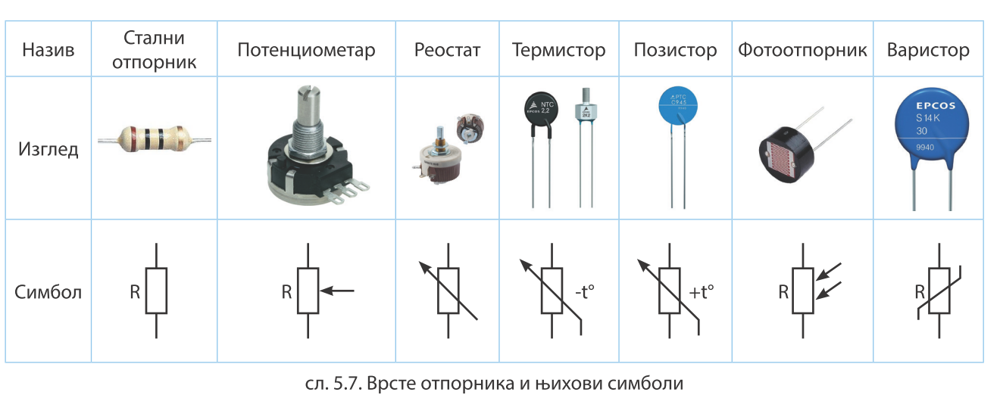 Назив
Стални
отпорник
Потенциометар
Реостат
Термистор
Позистор
Фотоотпорник
Варистор
Изглед
NTC
2,2
EPCOS
EPCOS
2K2
PTC
C945
EPCOS
S14K
30
9940
Симбол
R
R
-t°
+t°
R
R
сл. 5.7. Врсте отпорника и њихови симболи